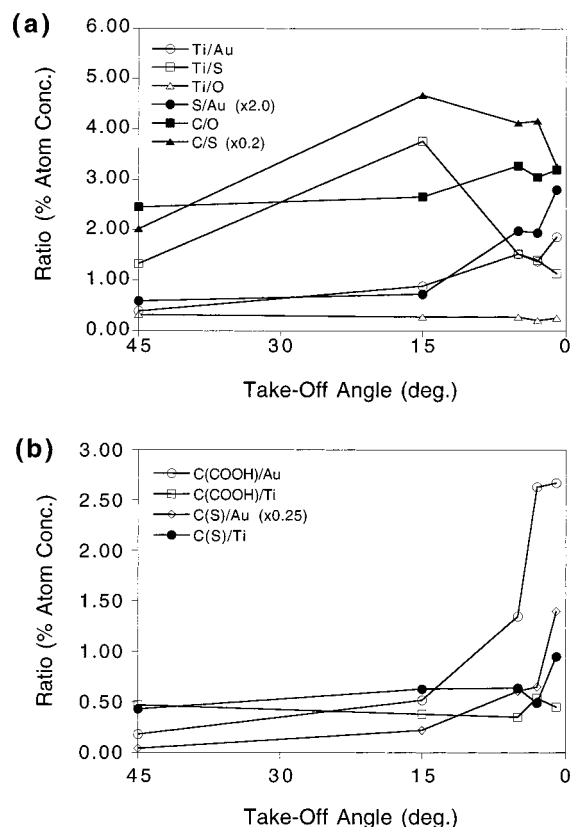 (a)
6.00
5.00
4.00
3.00
2.00
1.00
0.00
Ratio (% Atom Conc.)
Ti/Au
Ti/S
Ti/O
S/Au (x2.0)
C/O
C/S (x0.2)
45 30 15 0
Take-Off Angle (deg.)
(b)
3.00
2.50
2.00
1.50
1.00
0.50
0.00
Ratio (% Atom Conc.)
C(COOH)/Au
C(COOH)/Ti
C(S)/Au (x0.25)
C(S)/Ti
45 30 15 0
Take-Off Angle (deg.)